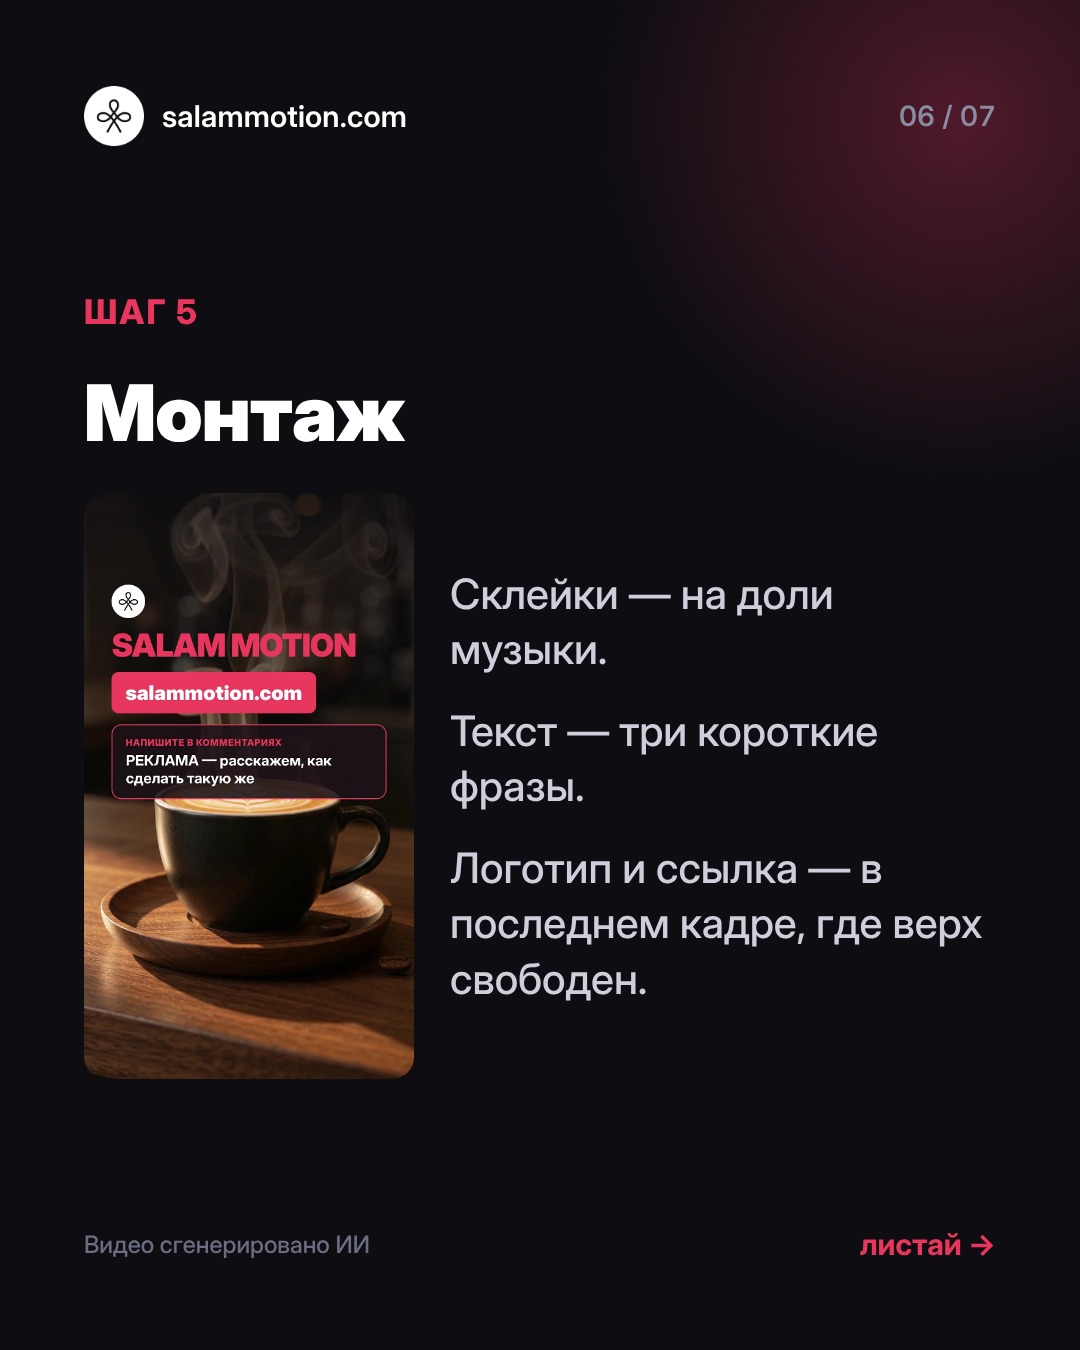 salammotion.com
06 / 07
ШАГ 5
Монтаж
SALAM MOTION
salammotion.com
НАПИШИТЕ В КОММЕНТАРИЯХ
РЕКЛАМА — расскажем, как
сделать такую же
Склейки — на доли
музыки.
Текст — три короткие
фразы.
Логотип и ссылка — в
последнем кадре, где верх
свободен.
Видео сгенерировано ИИ
листай →